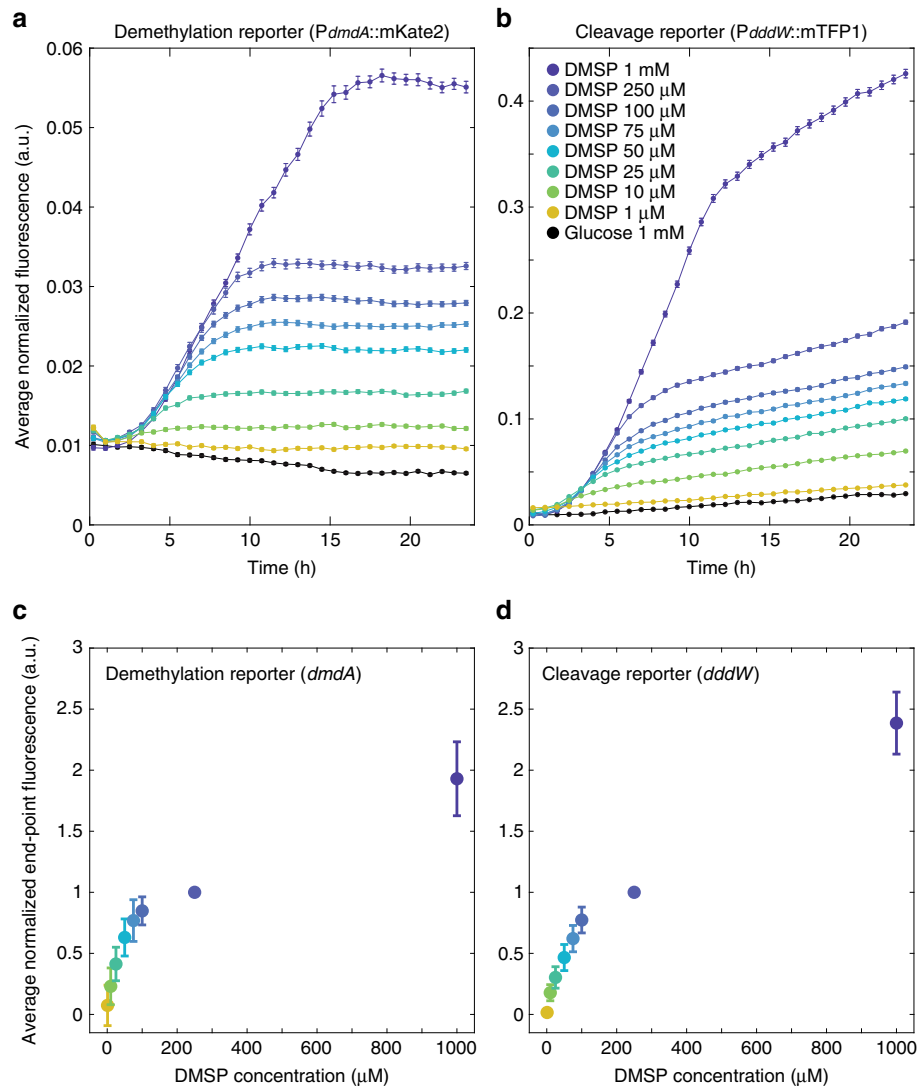 a
Demethylation reporter (PdmdA::mKate2)
Average normalized fluorescence (a.u.)
0.06
0.05
0.04
0.03
0.02
0.01
0
0 5 10 15 20
Time (h)
b
Cleavage reporter (PdddW::mTFP1)
DMSP 1 mM
DMSP 250 μM
DMSP 100 μM
DMSP 75 μM
DMSP 50 μM
DMSP 25 μM
DMSP 10 μM
DMSP 1 μM
Glucose 1 mM
0.4
0.3
0.2
0.1
0
0 5 10 15 20
Time (h)
c
Demethylation reporter (dmdA)
Average normalized end-point fluorescence (a.u.)
3
2.5
2
1.5
1
0.5
0
0 200 400 600 800 1000
DMSP concentration (μM)
d
Cleavage reporter (dddW)
3
2.5
2
1.5
1
0.5
0
0 200 400 600 800 1000
DMSP concentration (μM)